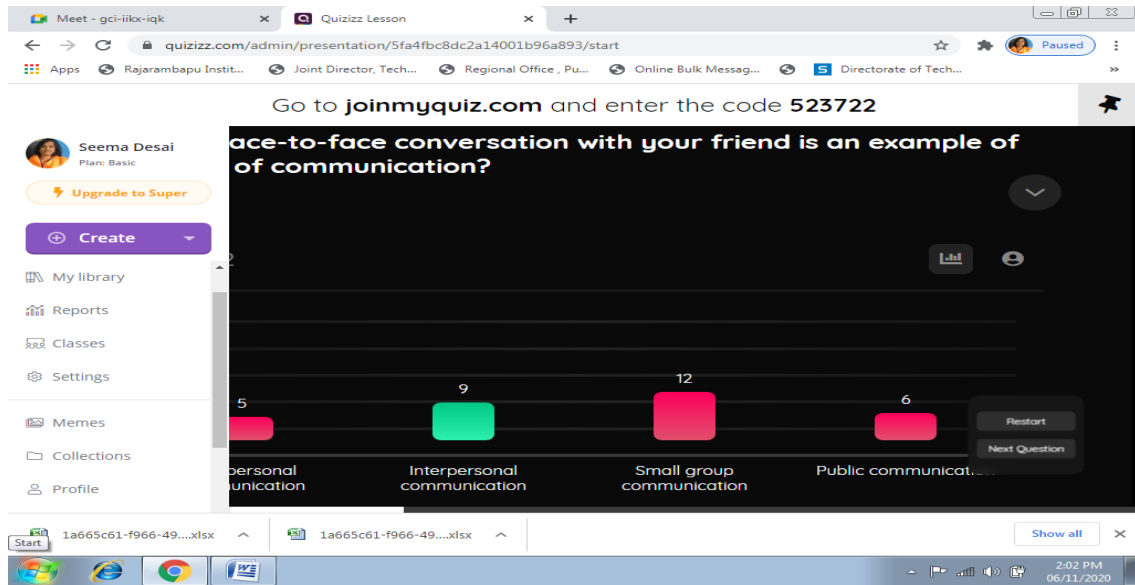 Meet - gci-iikx-iqk
Quizizz Lesson
quizizz.com/admin/presentation/5fa4fbc8dc2a14001b96a893/start
Paused
Apps Rajarambapu Instit... Joint Director, Tech... Regional Office , Pu... Online Bulk Messag... S Directorate of Tech... »
Go to joinmyquiz.com and enter the code 523722
Seema Desai
Plan: Basic
Upgrade to Super
Create
My library
Reports
Classes
Settings
Memes
Collections
Profile
ace-to-face conversation with your friend is an example of
of communication?
5
9
12
6
personal
unication
Interpersonal
communication
Small group
communication
Public communicat...
Restart
Next Question
1a665c61-f966-49....xlsx
1a665c61-f966-49....xlsx
Show all
Start
2:02 PM
06/11/2020